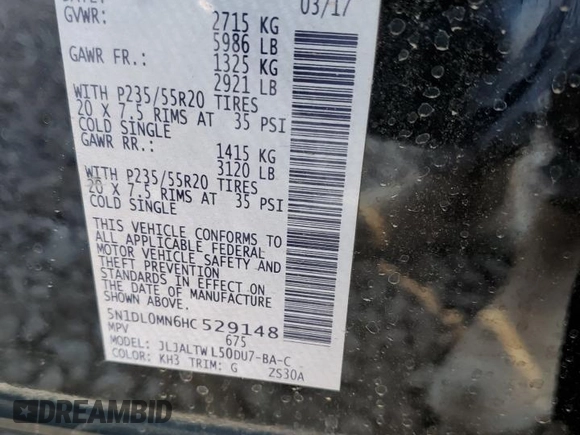 03/17
GVWR: 2715 KG
5986 LB
GAWR FR.: 1325 KG
2921 LB
WITH P235/55R20 TIRES
20 X 7.5 RIMS AT 35 PSI
COLD SINGLE
GAWR RR.: 1415 KG
3120 LB
WITH P235/55R20 TIRES
20 X 7.5 RIMS AT 35 PSI
COLD SINGLE
THIS VEHICLE CONFORMS TO
ALL APPLICABLE FEDERAL
MOTOR VEHICLE SAFETY AND
THEFT PREVENTION
STANDARDS IN EFFECT ON
THE DATE OF MANUFACTURE
SHOWN ABOVE.
5N1DL0MN6HC 529148
MPV 675
MODEL: JLJALTW L50DU7-BA-C
COLOR: KH3 TRIM: G ZS30A
DREAMBID